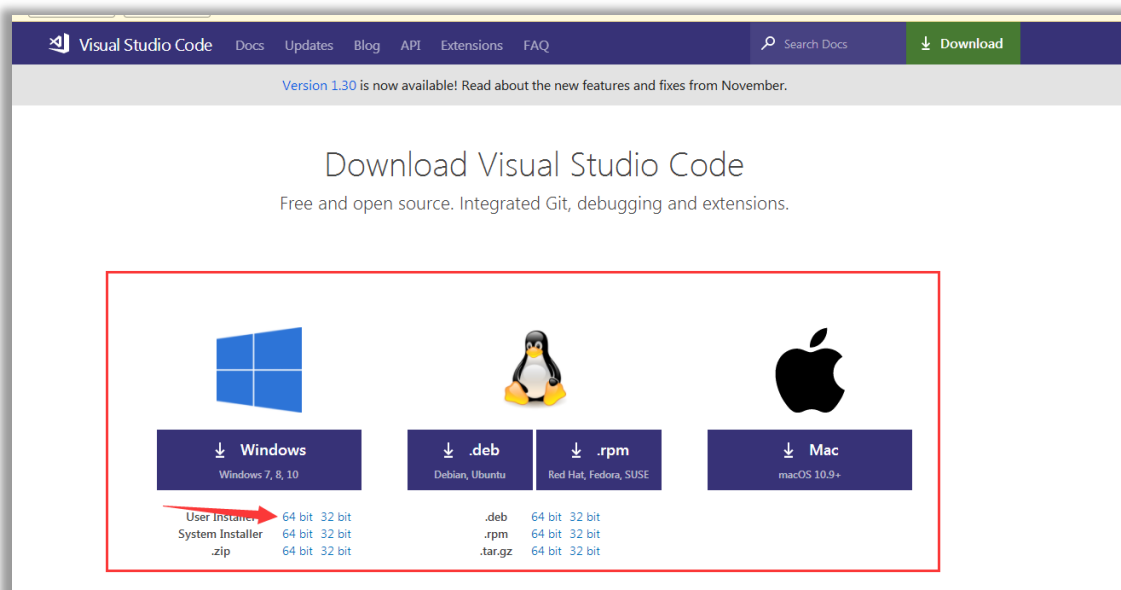 Visual Studio Code Docs Updates Blog API Extensions FAQ Search Docs Download
Version 1.30 is now available! Read about the new features and fixes from November.
Download Visual Studio Code
Free and open source. Integrated Git, debugging and extensions.
Windows
Windows 7, 8, 10
.deb
Debian, Ubuntu
.rpm
Red Hat, Fedora, SUSE
Mac
macOS 10.9+
User Installer 64 bit 32 bit
System Installer 64 bit 32 bit
.zip 64 bit 32 bit
.deb 64 bit 32 bit
.rpm 64 bit 32 bit
.tar.gz 64 bit 32 bit